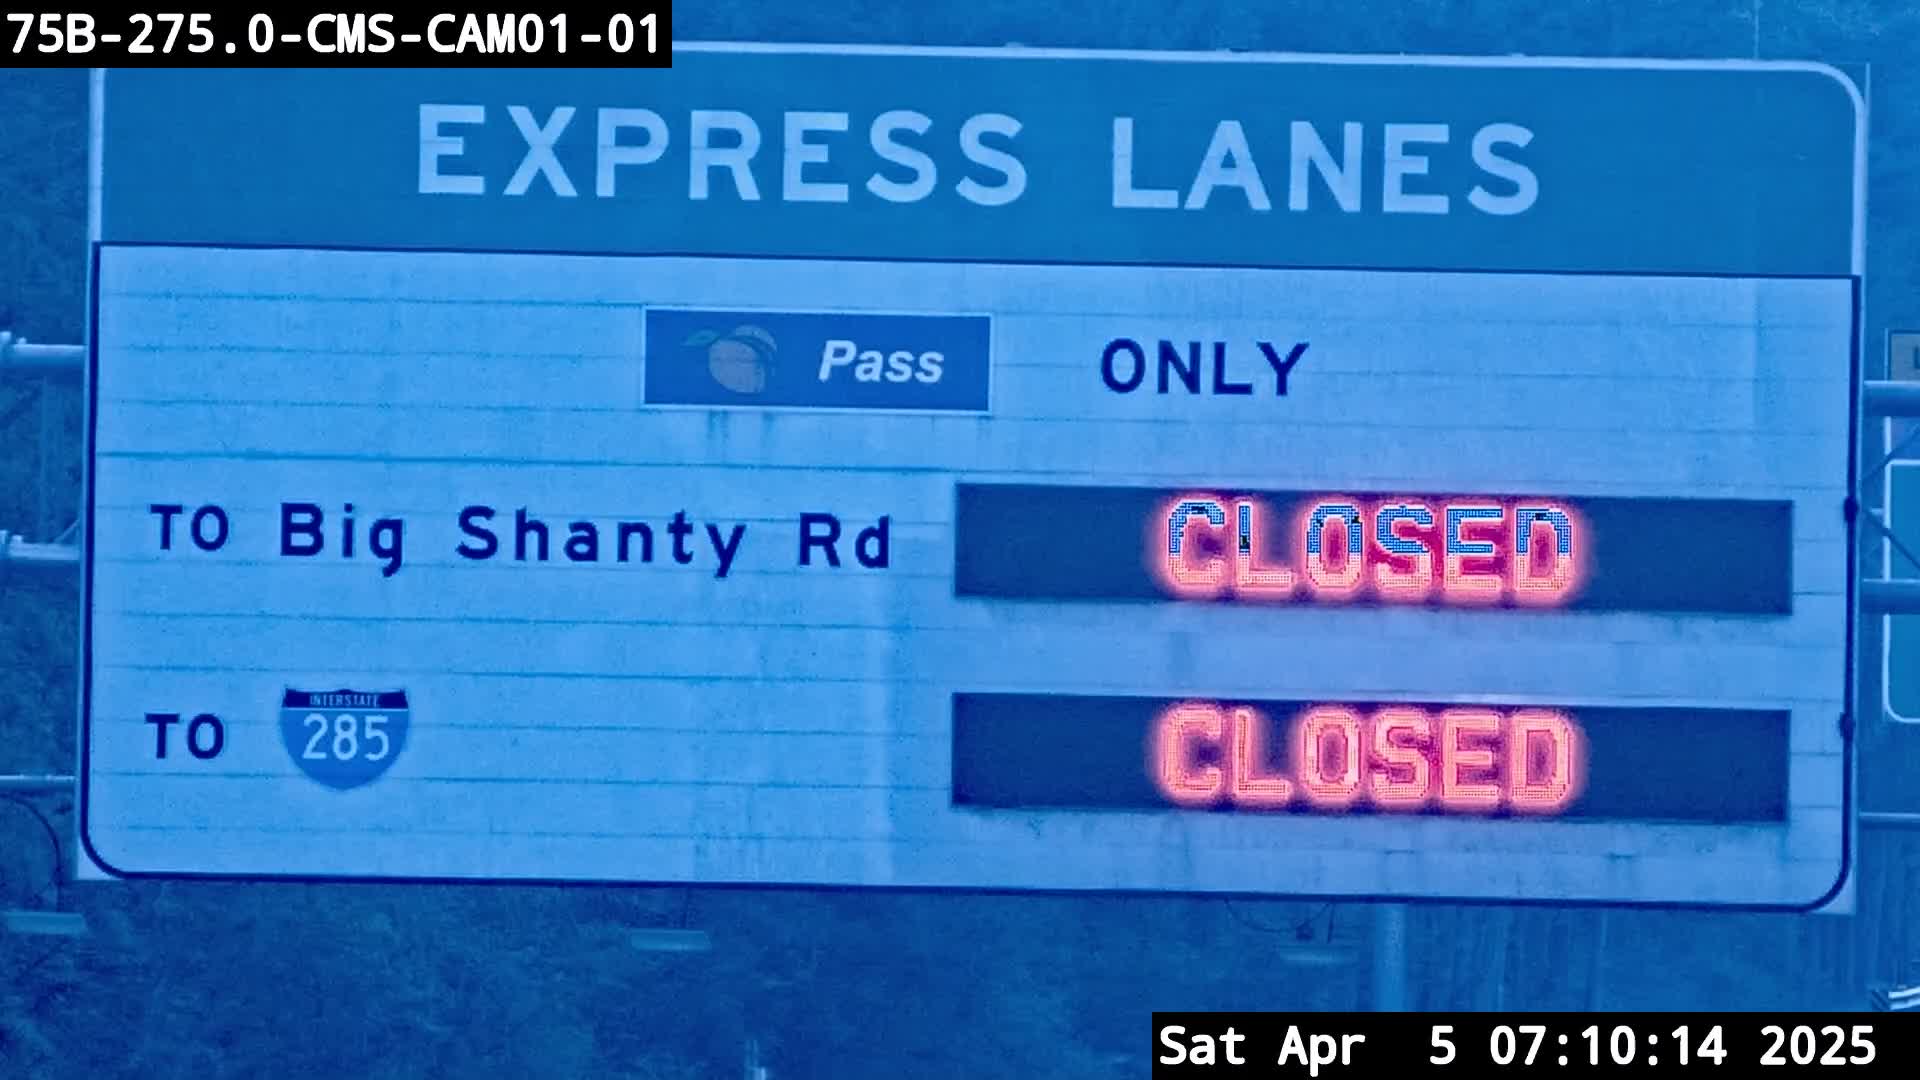 75B-275.0-CMS-CAM01-01
EXPRESS LANES
Pass ONLY
TO Big Shanty Rd CLOSED
TO INTERSTATE 285 CLOSED
Sat Apr 5 07:10:14 2025